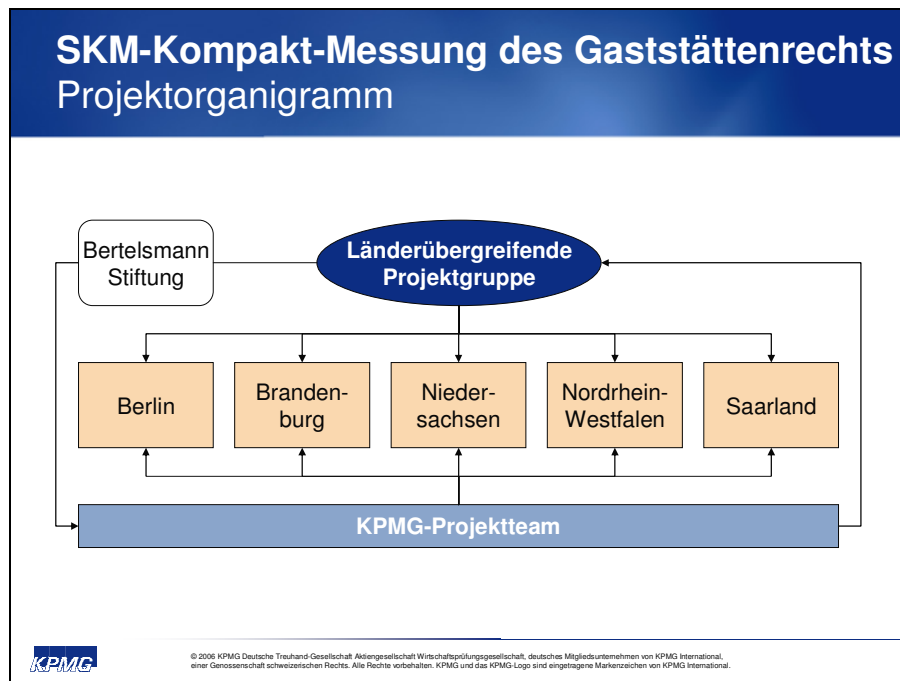 SKM-Kompakt-Messung des Gaststättenrechts
Projektorganigramm
Bertelsmann
Stiftung
Länderübergreifende
Projektgruppe
Berlin
Branden-
burg
Nieder-
sachsen
Nordrhein-
Westfalen
Saarland
KPMG-Projektteam
KPMG
© 2006 KPMG Deutsche Treuhand-Gesellschaft Aktiengesellschaft Wirtschaftsprüfungsgesellschaft, deutsches Mitgliedsunternehmen von KPMG International,
einer Genossenschaft schweizerischen Rechts. Alle Rechte vorbehalten. KPMG und das KPMG-Logo sind eingetragene Markenzeichen von KPMG International.